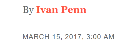 By Ivan Penn
MARCH 15, 2017, 3:00 AM